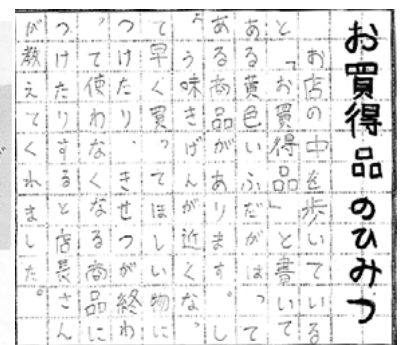 お買得品のひみつ
お店の中を歩いている
と「お買得品」と書いて
ある黄色いふだがはって
ある商品があります。し
ょう味きげんが近くなっ
て早く買ってほしい物に
つけたり、きせつが終わ
って使わなくなる商品に
つけたりすると店長さん
が教えてくれました。